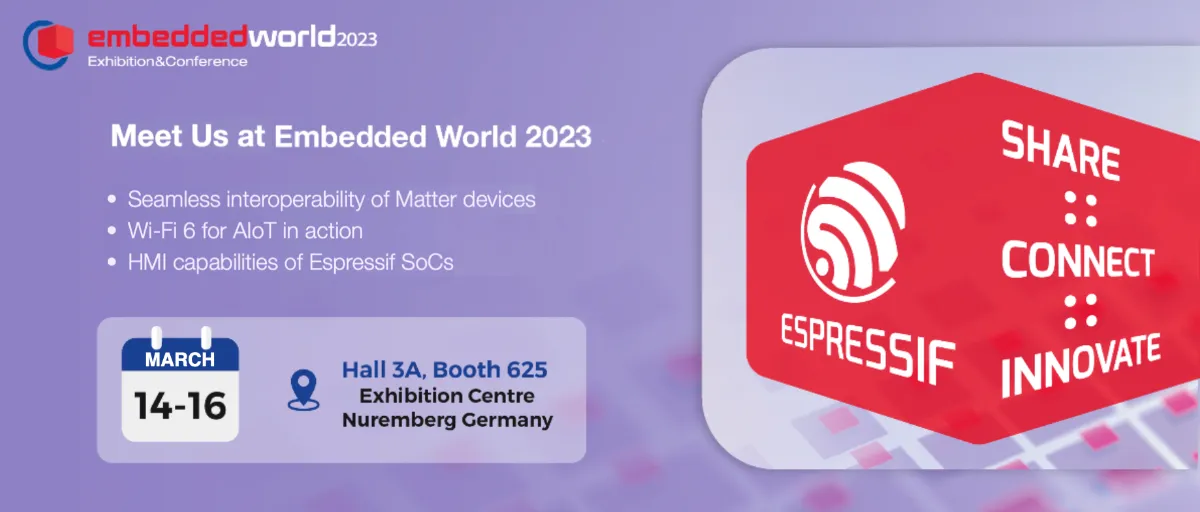 embeddedworld2023
Exhibition&Conference
Meet Us at Embedded World 2023
• Seamless interoperability of Matter devices
• Wi-Fi 6 for AIoT in action
• HMI capabilities of Espressif SoCs
MARCH
14-16
Hall 3A, Booth 625
Exhibition Centre
Nuremberg Germany
ESPRESSIF
SHARE
CONNECT
INNOVATE